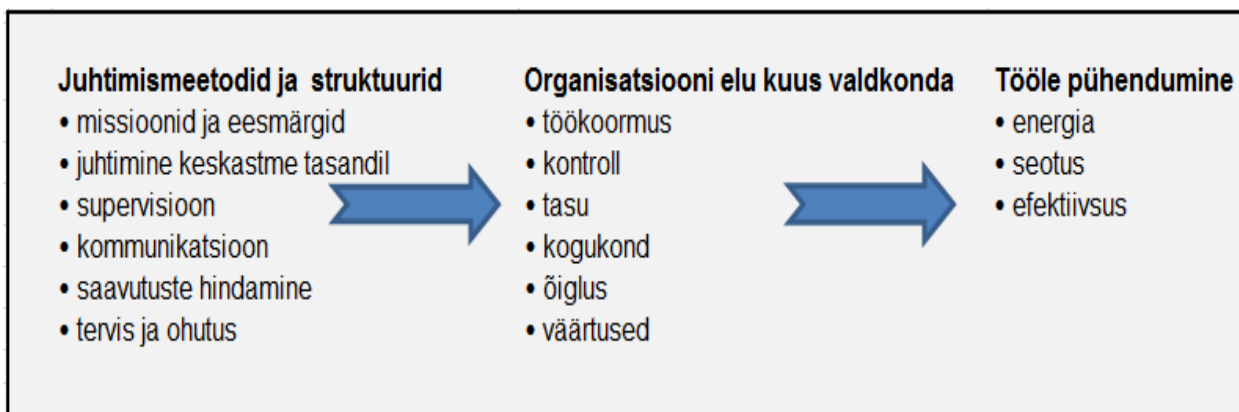 Juhtimismeetodid ja struktuurid
• missioonid ja eesmärgid
• juhtimine keskastme tasandil
• supervisioon
• kommunikatsioon
• saavutuste hindamine
• tervis ja ohutus
Organisatsiooni elu kuus valdkonda
• töökoormus
• kontroll
• tasu
• kogukond
• õiglus
• väärtused
Tööle pühendumine
• energia
• seotus
• efektiivsus